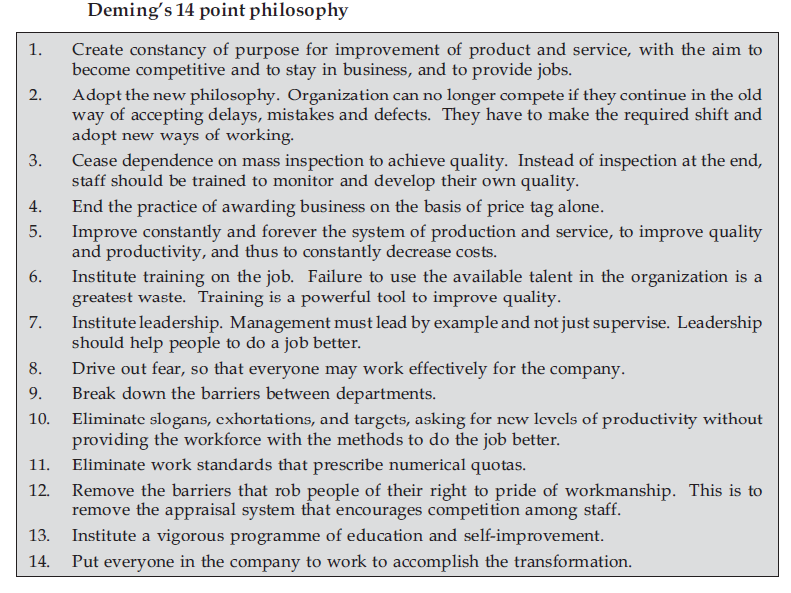 Deming's 14 point philosophy
1. Create constancy of purpose for improvement of product and service, with the aim to
become competitive and to stay in business, and to provide jobs.
2. Adopt the new philosophy. Organization can no longer compete if they continue in the old
way of accepting delays, mistakes and defects. They have to make the required shift and
adopt new ways of working.
3. Cease dependence on mass inspection to achieve quality. Instead of inspection at the end,
staff should be trained to monitor and develop their own quality.
4. End the practice of awarding business on the basis of price tag alone.
5. Improve constantly and forever the system of production and service, to improve quality
and productivity, and thus to constantly decrease costs.
6. Institute training on the job. Failure to use the available talent in the organization is a
greatest waste. Training is a powerful tool to improve quality.
7. Institute leadership. Management must lead by example and not just supervise. Leadership
should help people to do a job better.
8. Drive out fear, so that everyone may work effectively for the company.
9. Break down the barriers between departments.
10. Eliminate slogans, exhortations, and targets, asking for new levels of productivity without
providing the workforce with the methods to do the job better.
11. Eliminate work standards that prescribe numerical quotas.
12. Remove the barriers that rob people of their right to pride of workmanship. This is to
remove the appraisal system that encourages competition among staff.
13. Institute a vigorous programme of education and self-improvement.
14. Put everyone in the company to work to accomplish the transformation.